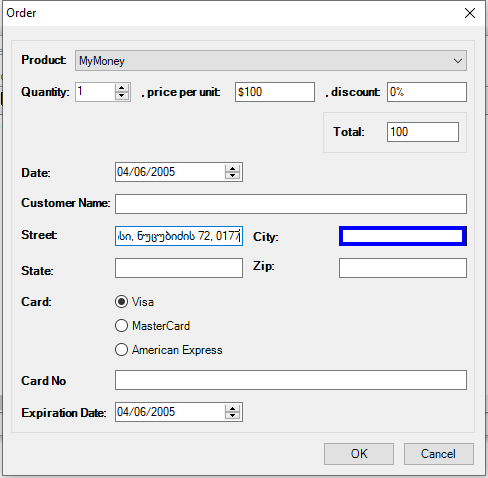 Order
Product: MyMoney
Quantity: 1 , price per unit: $100 , discount: 0%
Total: 100
Date: 04/06/2005
Customer Name:
Street: ნუცუბიძის 72, 0177 City:
State: Zip:
Card: Visa
MasterCard
American Express
Card No
Expiration Date: 04/06/2005
OK Cancel